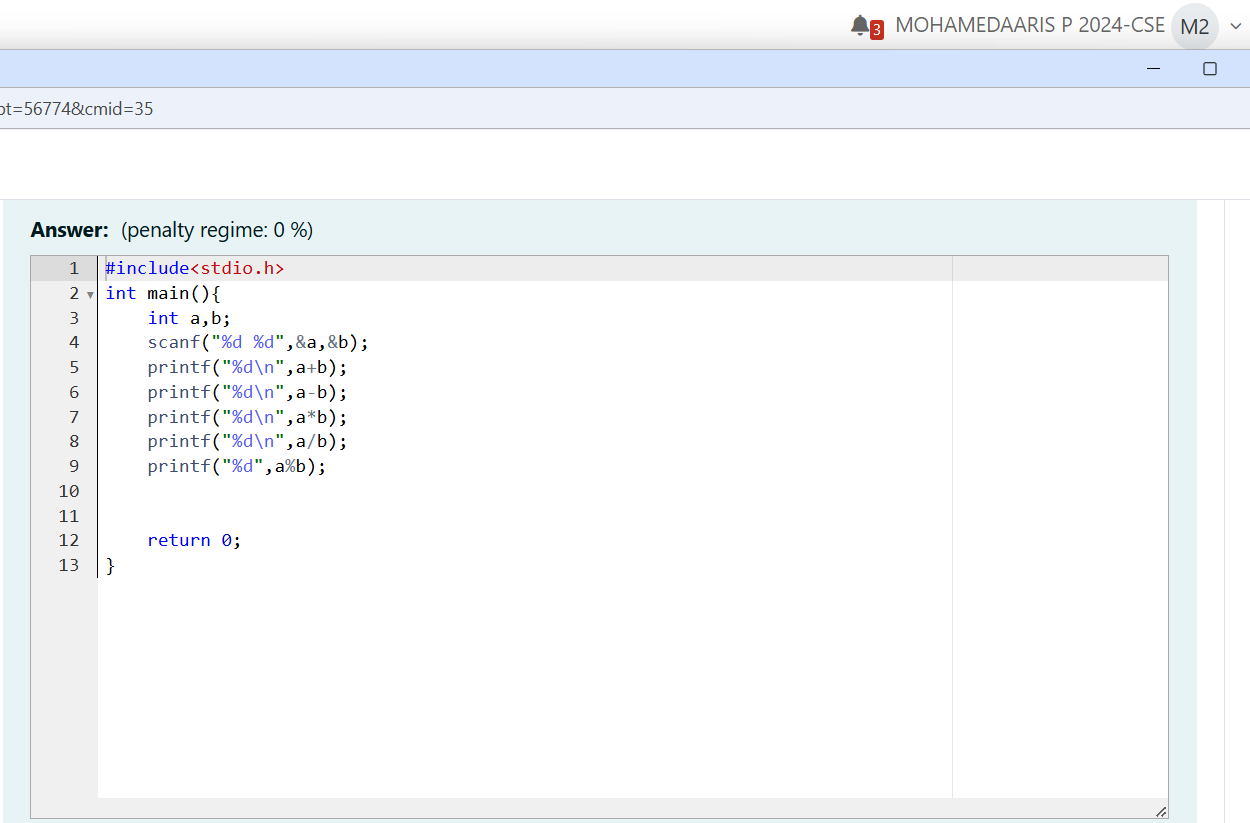 3 MOHAMEDAARIS P 2024-CSE M2
pt=56774&cmid=35
Answer: (penalty regime: 0 %)
1 #include<stdio.h>
2 int main(){
3     int a,b;
4     scanf("%d %d",&a,&b);
5     printf("%d\n",a+b);
6     printf("%d\n",a-b);
7     printf("%d\n",a*b);
8     printf("%d\n",a/b);
9     printf("%d",a%b);
10
11
12     return 0;
13 }